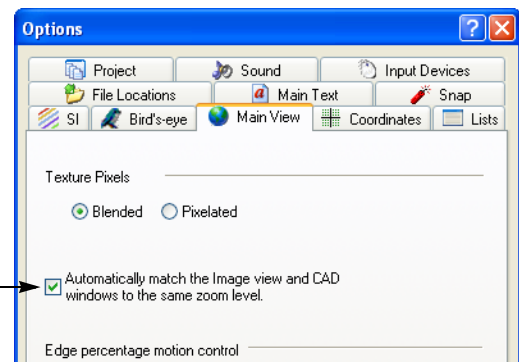 Options
Project Sound Input Devices
File Locations a Main Text Snap
SI Bird's-eye Main View Coordinates Lists
Texture Pixels
Blended Pixelated
Automatically match the Image view and CAD
windows to the same zoom level.
Edge percentage motion control